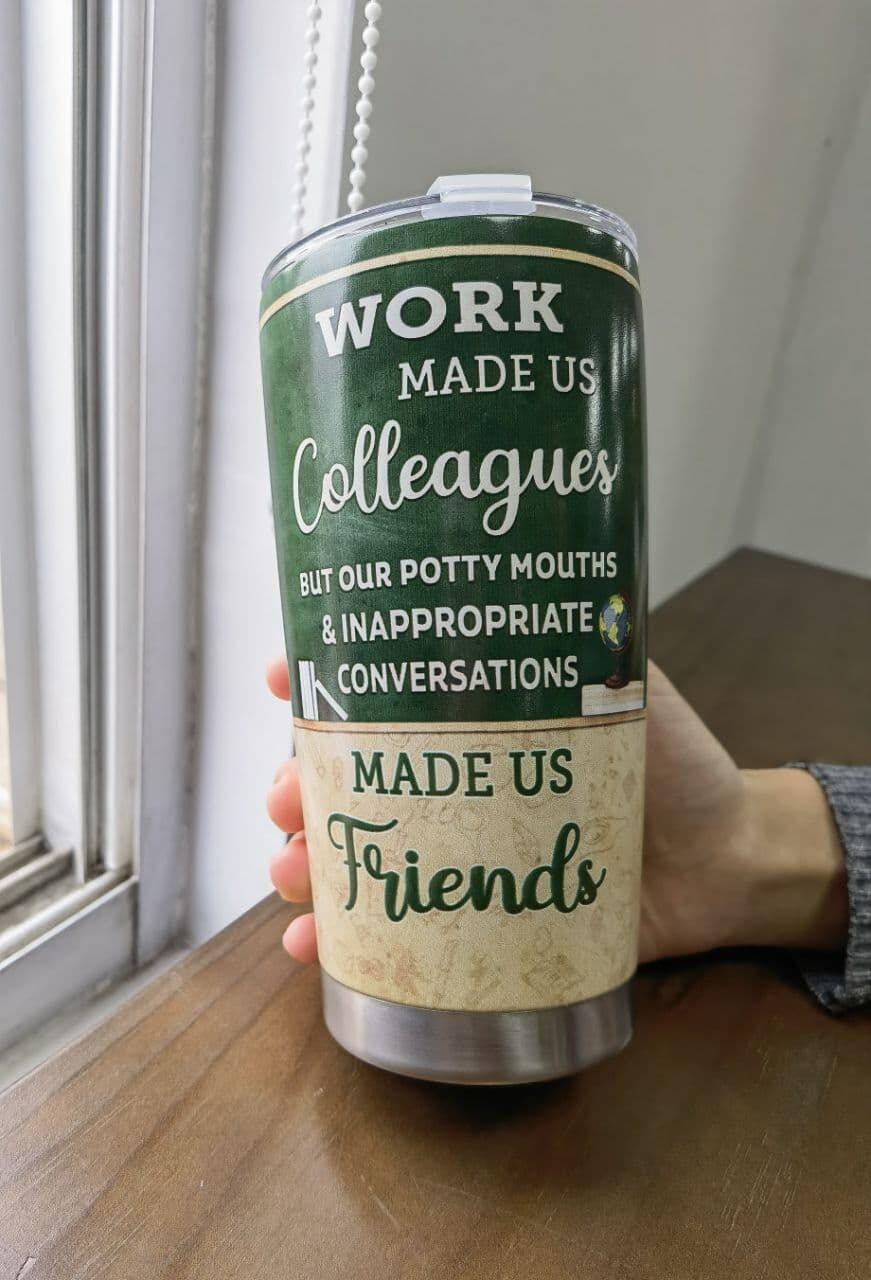 WORK
MADE US
Colleagues
BUT OUR POTTY MOUTHS
& INAPPROPRIATE
CONVERSATIONS
MADE US
Friends